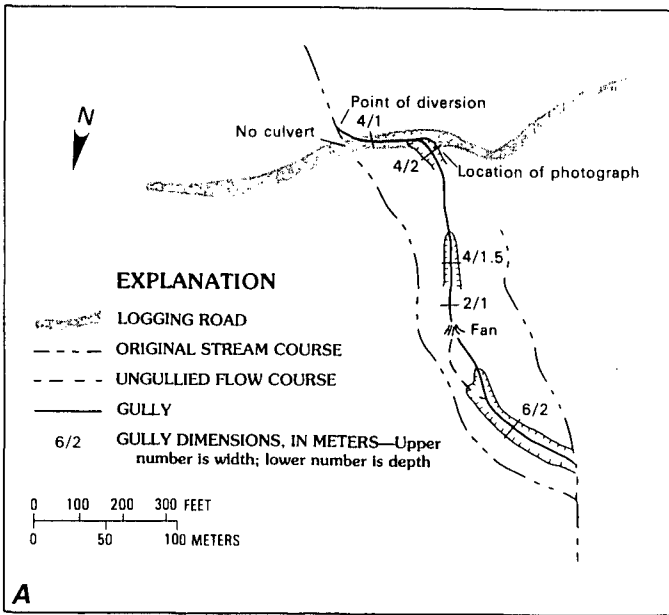 N
Point of diversion
4/1
No culvert
4/2
Location of photograph
4/1.5
2/1
Fan
6/2
EXPLANATION
LOGGING ROAD
ORIGINAL STREAM COURSE
UNGULLIED FLOW COURSE
GULLY
6/2 GULLY DIMENSIONS, IN METERS—Upper
number is width; lower number is depth
0 100 200 300 FEET
0 50 100 METERS
A